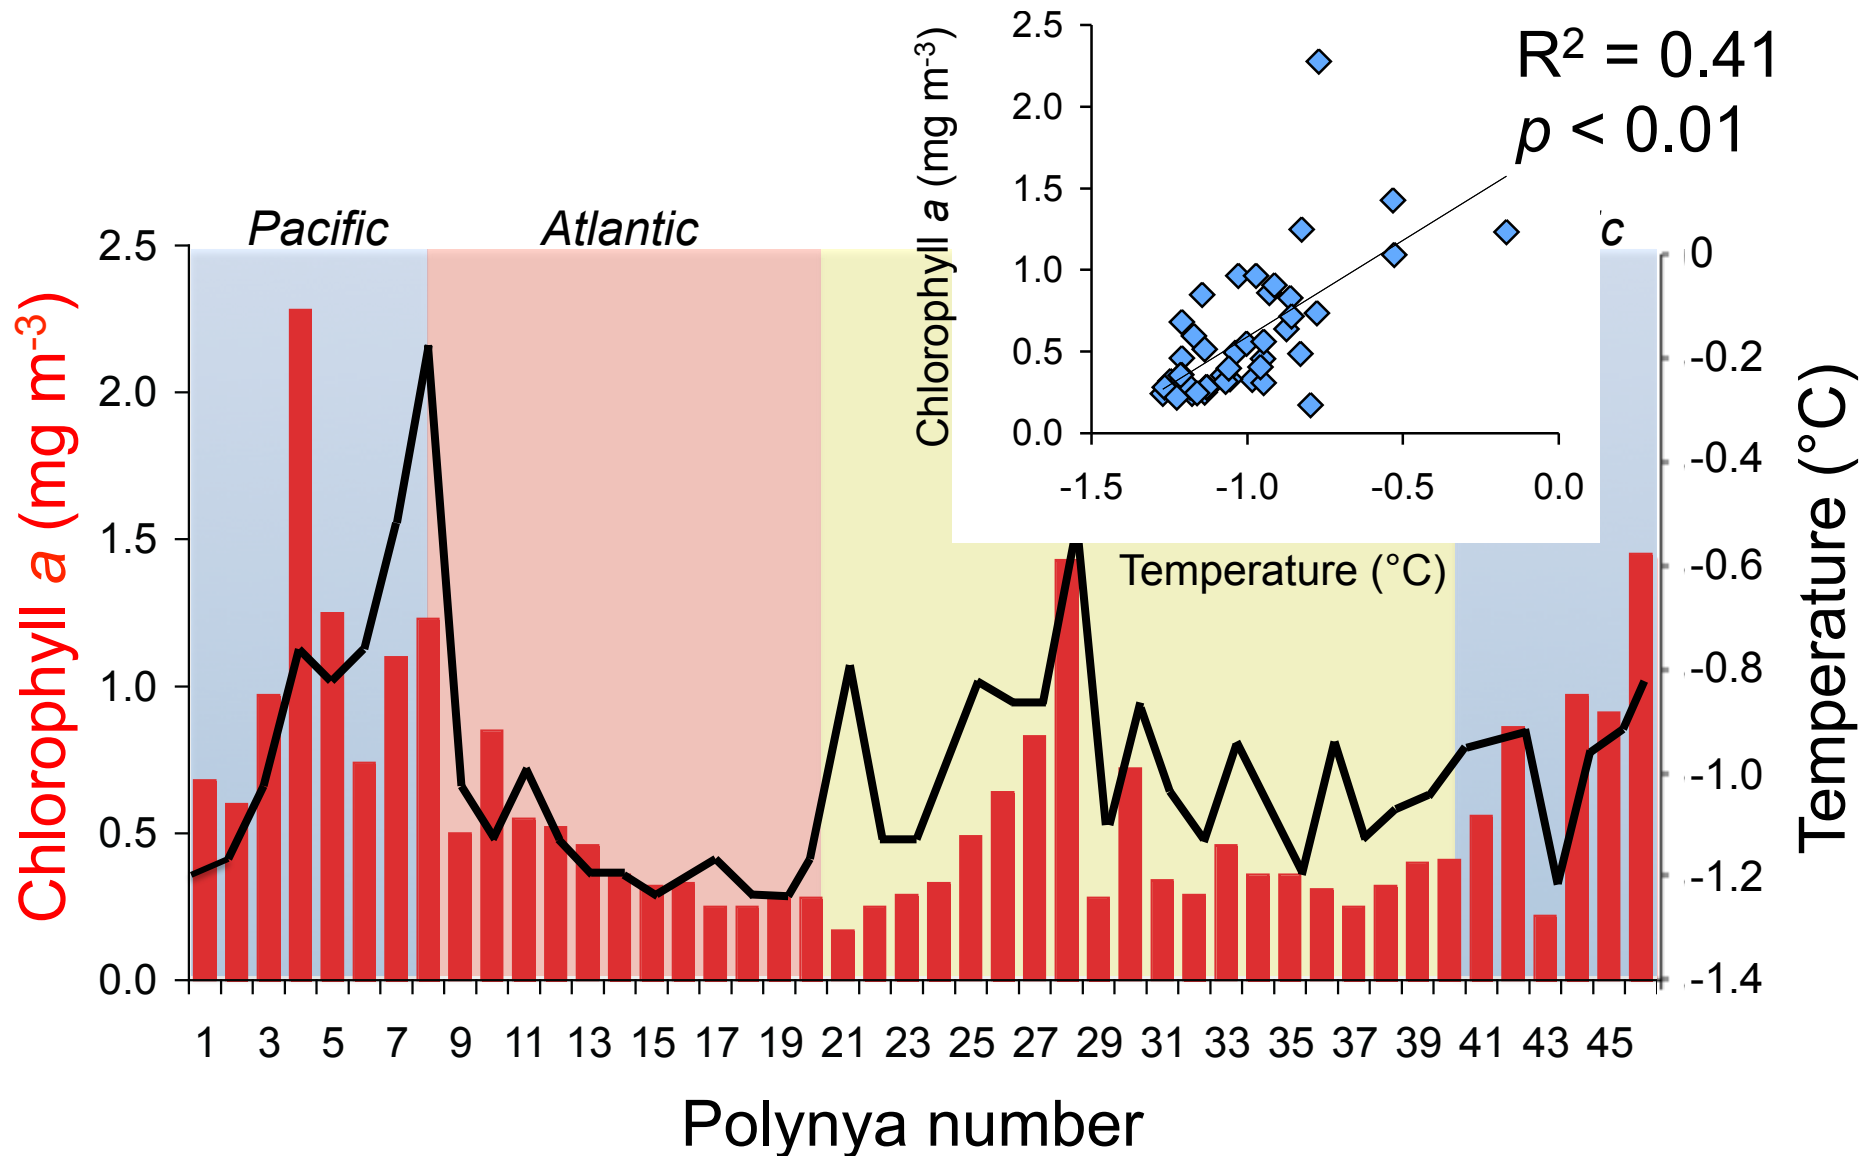 Chlorophyll a (mg m-3)
2.5
2.0
1.5
1.0
0.5
0.0
-1.5 -1.0 -0.5 0.0
Temperature (°C)
R2 = 0.41
p < 0.01
Pacific Atlantic c
Chlorophyll a (mg m-3)
2.5
2.0
1.5
1.0
0.5
0.0
0
-0.2
-0.4
-0.6
-0.8
-1.0
-1.2
-1.4
Temperature (°C)
1 3 5 7 9 11 13 15 17 19 21 23 25 27 29 31 33 35 37 39 41 43 45
Polynya number